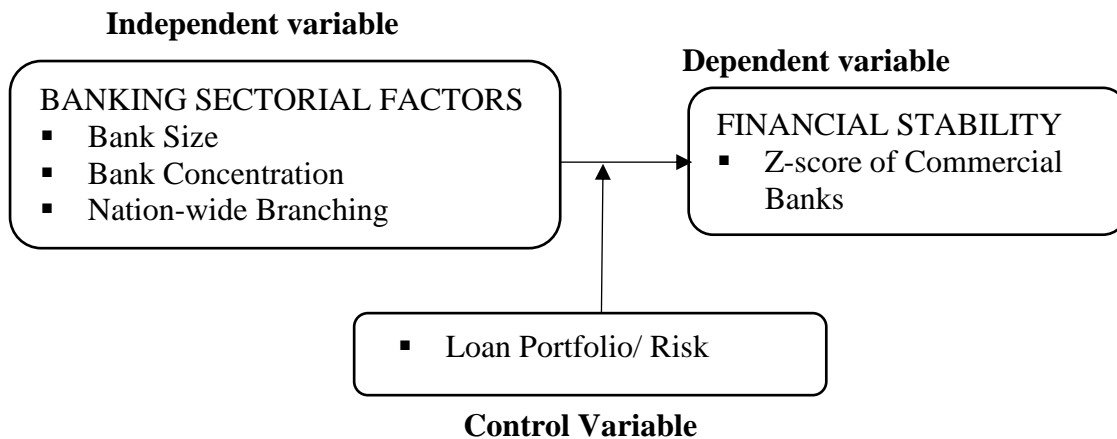 Independent variable
BANKING SECTORIAL FACTORS
▪ Bank Size
▪ Bank Concentration
▪ Nation-wide Branching
Dependent variable
FINANCIAL STABILITY
▪ Z-score of Commercial
Banks
▪ Loan Portfolio/ Risk
Control Variable